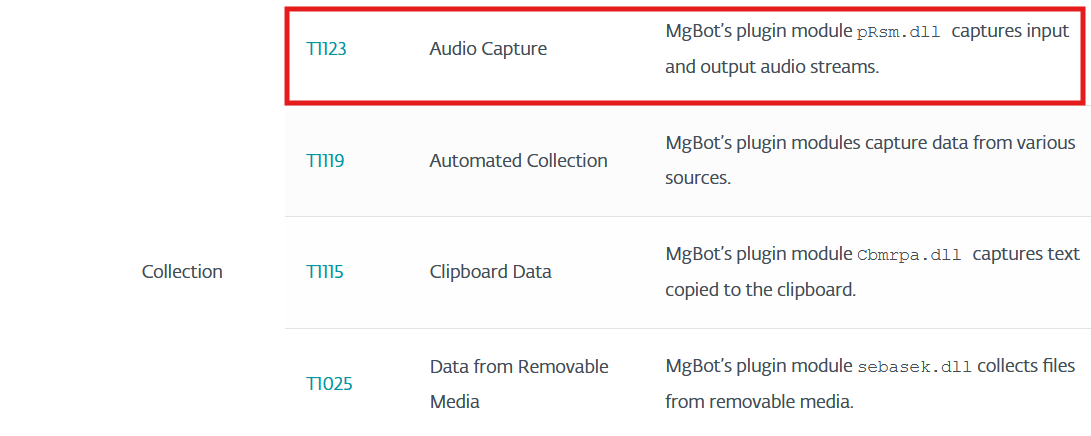 T1123 Audio Capture MgBot's plugin module pRsm.dll captures input
and output audio streams.
T1119 Automated Collection MgBot's plugin modules capture data from various
sources.
Collection T1115 Clipboard Data MgBot's plugin module Cbmrpa.dll captures text
copied to the clipboard.
T1025 Data from Removable Media MgBot's plugin module sebasek.dll collects files
from removable media.